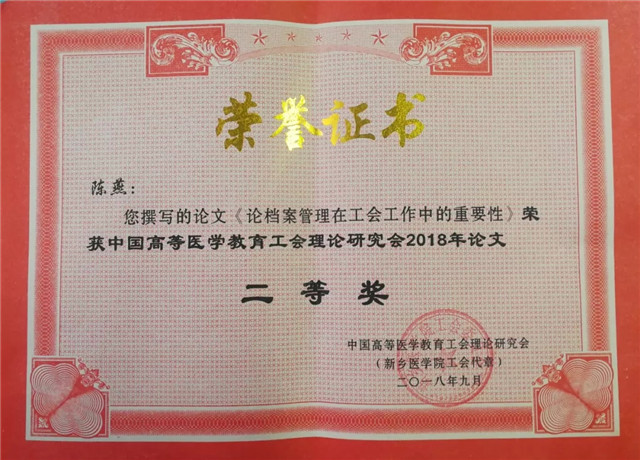 荣誉证书
陈燕：
您撰写的论文《论档案管理在工会工作中的重要性》荣
获中国高等医学教育工会理论研究会2018年论文
二等奖
中国高等医学教育工会理论研究会
（新乡医学院工会代章）
二〇一八年九月